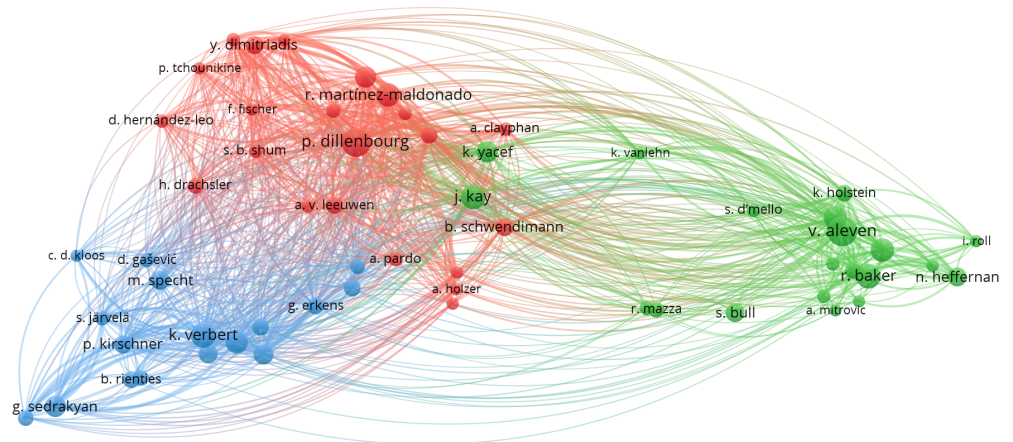 y. dimitriadis
p. tchounikine
r. martínez-maldonado
f. fischer
d. hernández-leo
a. clayphan
p. dillenbourg
s. b. shum
k. yacef
k. vanlehn
h. drachsler
k. holstein
j. kay
a. v. leeuwen
s. d'mello
b. schwendimann
v. aleven
i. roll
c. d. kloos
d. gašević
a. pardo
m. specht
r. baker
n. heffernan
a. holzer
g. erkens
r. mazza
s. bull
a. mitrovic
s. järvelä
k. verbert
p. kirschner
b. rienties
g. sedrakyan